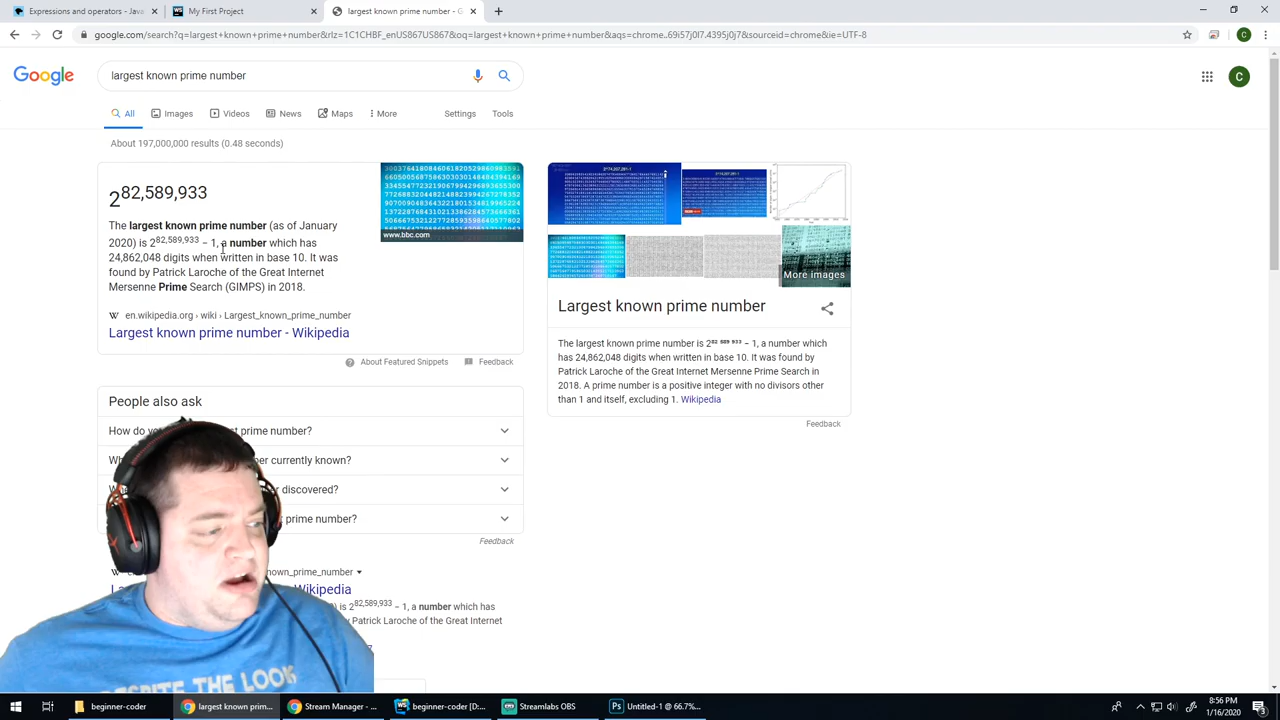 Expressions and operators - Java
My Project
largest known prime number - G
google.com/search?q=largest+known+prime+number&rlz=1C1CHBF_enUS867US867&oq=largest+known+prime+number&aqs=chrome..69i57j0l7.4395j0j7&sourceid=chrome&ie=UTF-8
C
Google
largest known prime number
C
All
Images
Videos
News
Maps
More
Settings
Tools
About 197,000,000 results (0.48 seconds)
2^82,589,933
The largest known prime number (as of January
2020) is 2^82,589,933 − 1, a number which has
24,862,048 digits when written in base 10. It was
found by Patrick Laroche of the Great Internet
Mersenne Prime Search (GIMPS) in 2018.
www.bbc.com
en.wikipedia.org › wiki › Largest_known_prime_number
Largest known prime number - Wikipedia
About Featured Snippets
Feedback
People also ask
How do prime number?
currently known?
discovered?
prime number?
Feedback
nown_prime_number
Wikipedia
is 2^82,589,933 − 1, a number which has
Patrick Laroche of the Great Internet
More images
Largest known prime number
The largest known prime number is 2^82 589 933 − 1, a number which
has 24,862,048 digits when written in base 10. It was found by
Patrick Laroche of the Great Internet Mersenne Prime Search in
2018. A prime number is a positive integer with no divisors other
than 1 and itself, excluding 1. Wikipedia
Feedback
DESPITE THE LOOK
beginner-coder
largest known prim...
Stream Manager - ...
beginner-coder [D:...
Streamlabs OBS
Untitled-1 @ 66.7%...
8:56 PM
1/16/2020